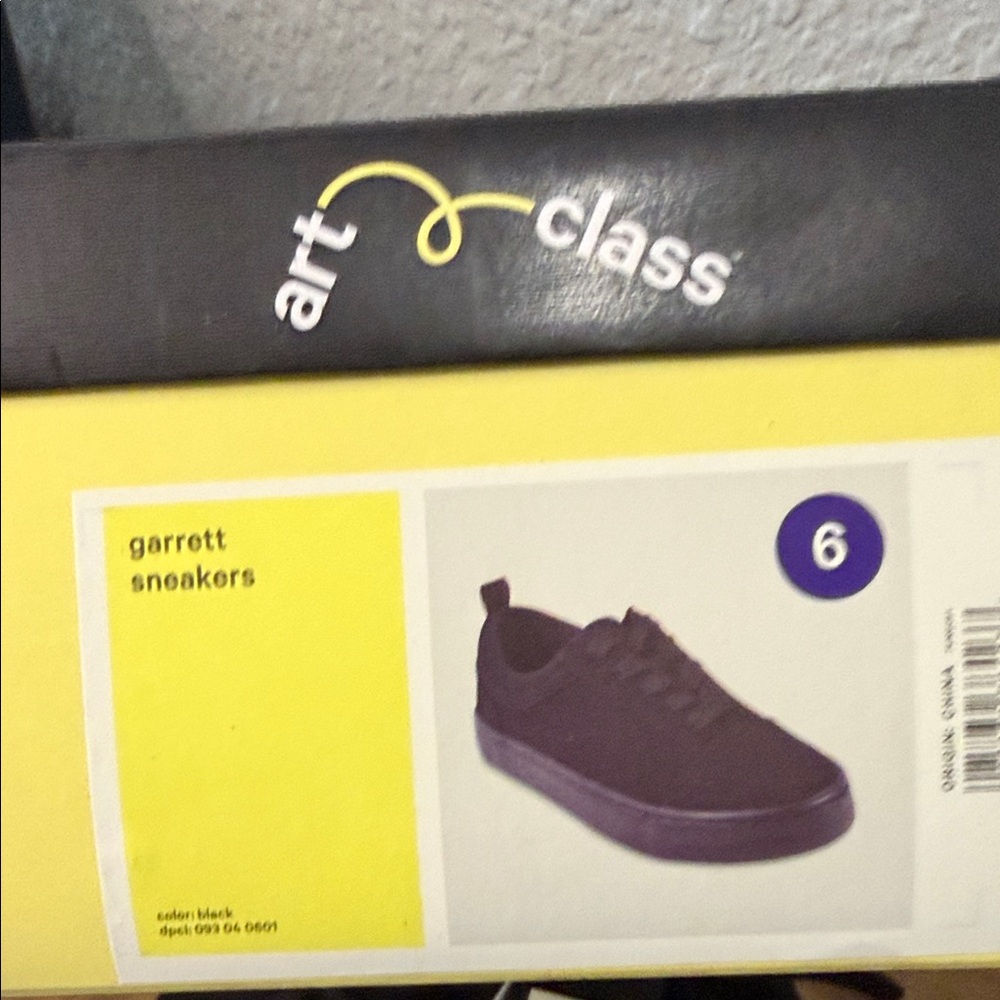 art class
garrett
sneakers
6
color: black
dpci: 093 04 0601
ORIGIN: CHINA